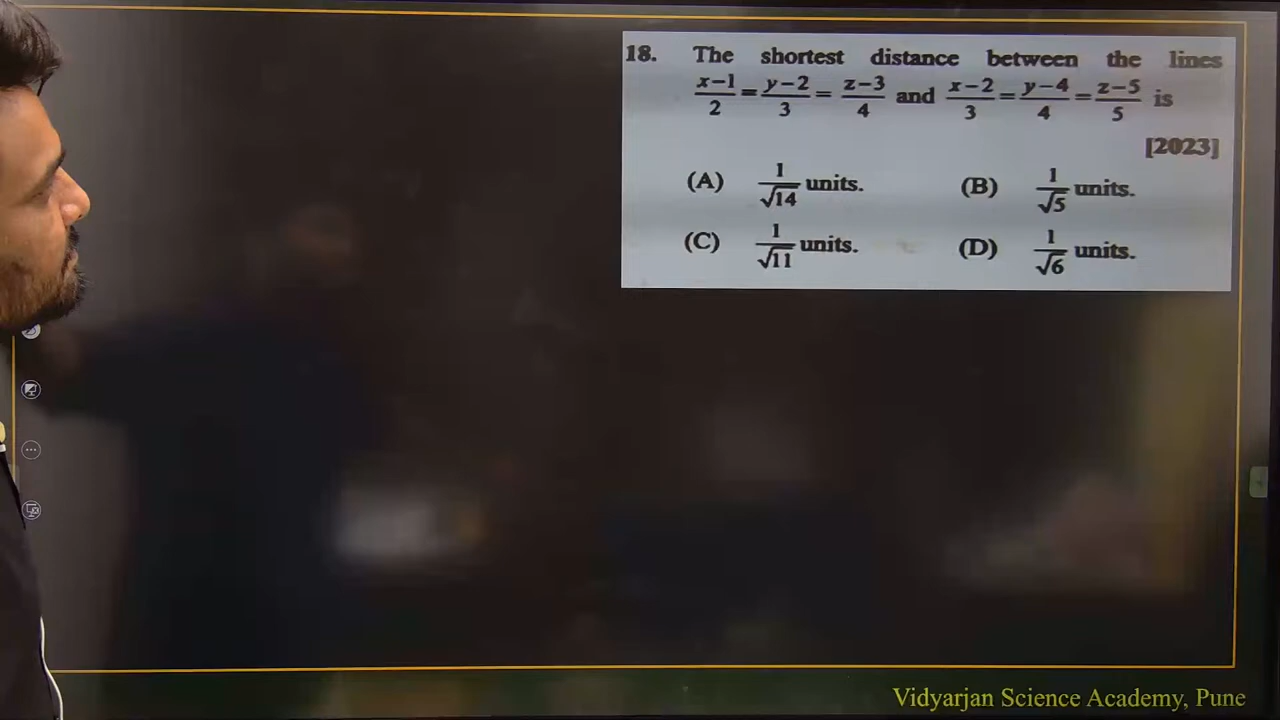 18. The shortest distance between the lines
x−1/2 = y−2/3 = z−3/4 and x−2/3 = y−4/4 = z−5/5 is
[2023]
(A) 1/√14 units. (B) 1/√5 units.
(C) 1/√11 units. (D) 1/√6 units.
Vidyarjan Science Academy, Pune